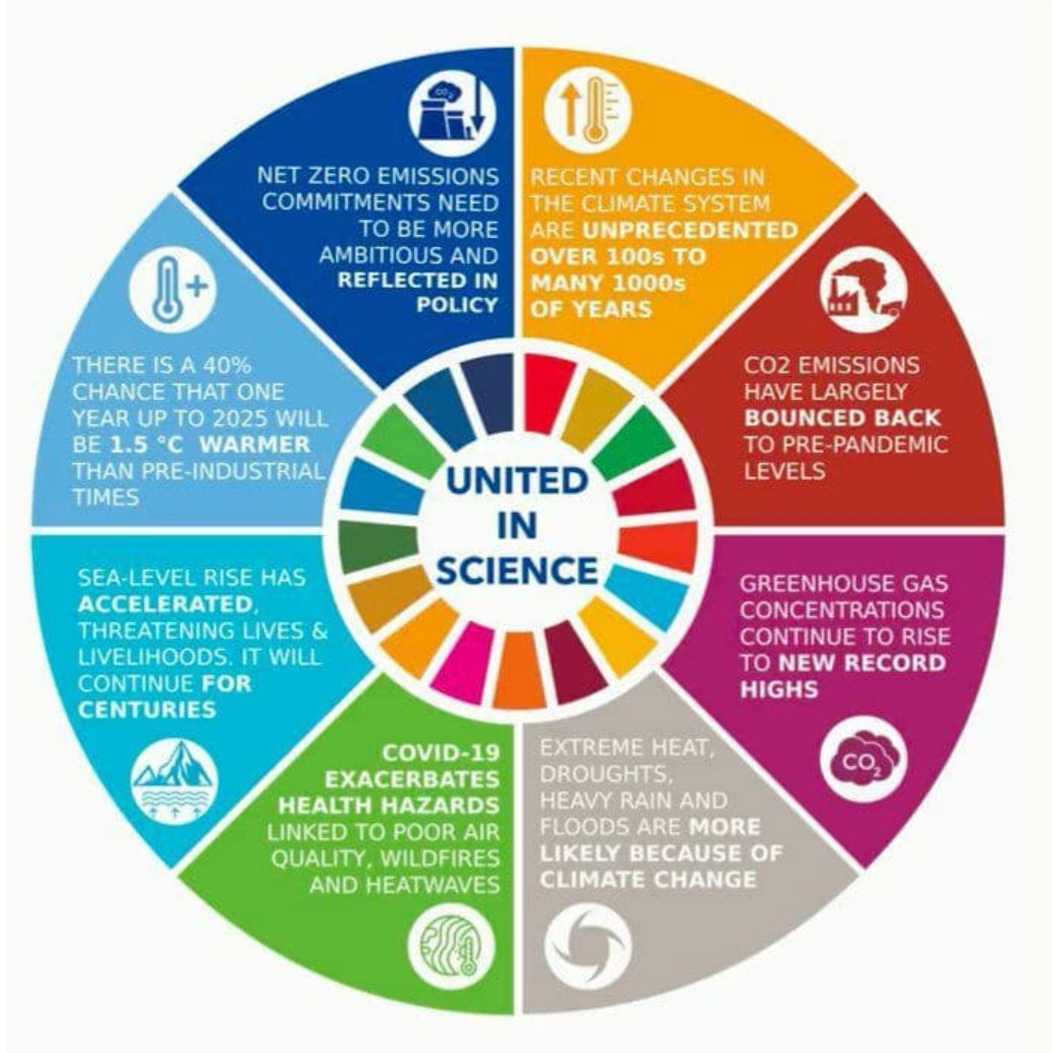 NET ZERO EMISSIONS
COMMITMENTS NEED
TO BE MORE
AMBITIOUS AND
REFLECTED IN
POLICY
RECENT CHANGES IN
THE CLIMATE SYSTEM
ARE UNPRECEDENTED
OVER 100s TO
MANY 1000s
OF YEARS
CO2 EMISSIONS
HAVE LARGELY
BOUNCED BACK
TO PRE-PANDEMIC
LEVELS
GREENHOUSE GAS
CONCENTRATIONS
CONTINUE TO RISE
TO NEW RECORD
HIGHS
EXTREME HEAT,
DROUGHTS,
HEAVY RAIN AND
FLOODS ARE MORE
LIKELY BECAUSE OF
CLIMATE CHANGE
COVID-19
EXACERBATES
HEALTH HAZARDS
LINKED TO POOR AIR
QUALITY, WILDFIRES
AND HEATWAVES
SEA-LEVEL RISE HAS
ACCELERATED,
THREATENING LIVES &
LIVELIHOODS. IT WILL
CONTINUE FOR
CENTURIES
THERE IS A 40%
CHANCE THAT ONE
YEAR UP TO 2025 WILL
BE 1.5 °C WARMER
THAN PRE-INDUSTRIAL
TIMES
UNITED
IN
SCIENCE
CO2
CO2